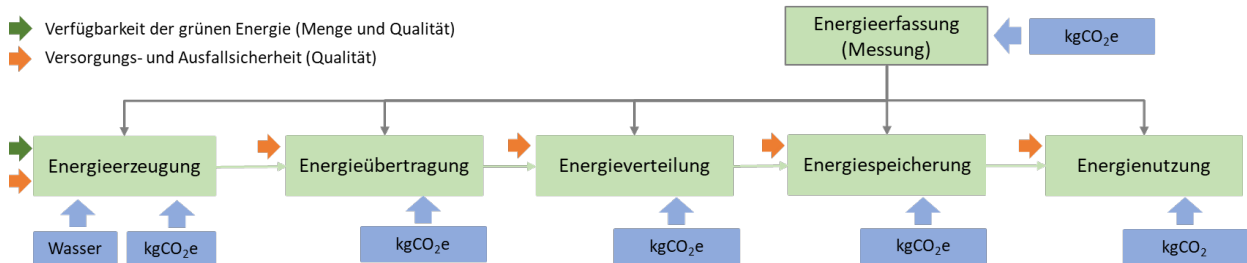 Verfügbarkeit der grünen Energie (Menge und Qualität)
Versorgungs- und Ausfallsicherheit (Qualität)
Energieerfassung
(Messung)
kgCO₂e
Energieerzeugung
Energieübertragung
Energieverteilung
Energiespeicherung
Energienutzung
Wasser
kgCO₂e
kgCO₂e
kgCO₂e
kgCO₂e
kgCO₂